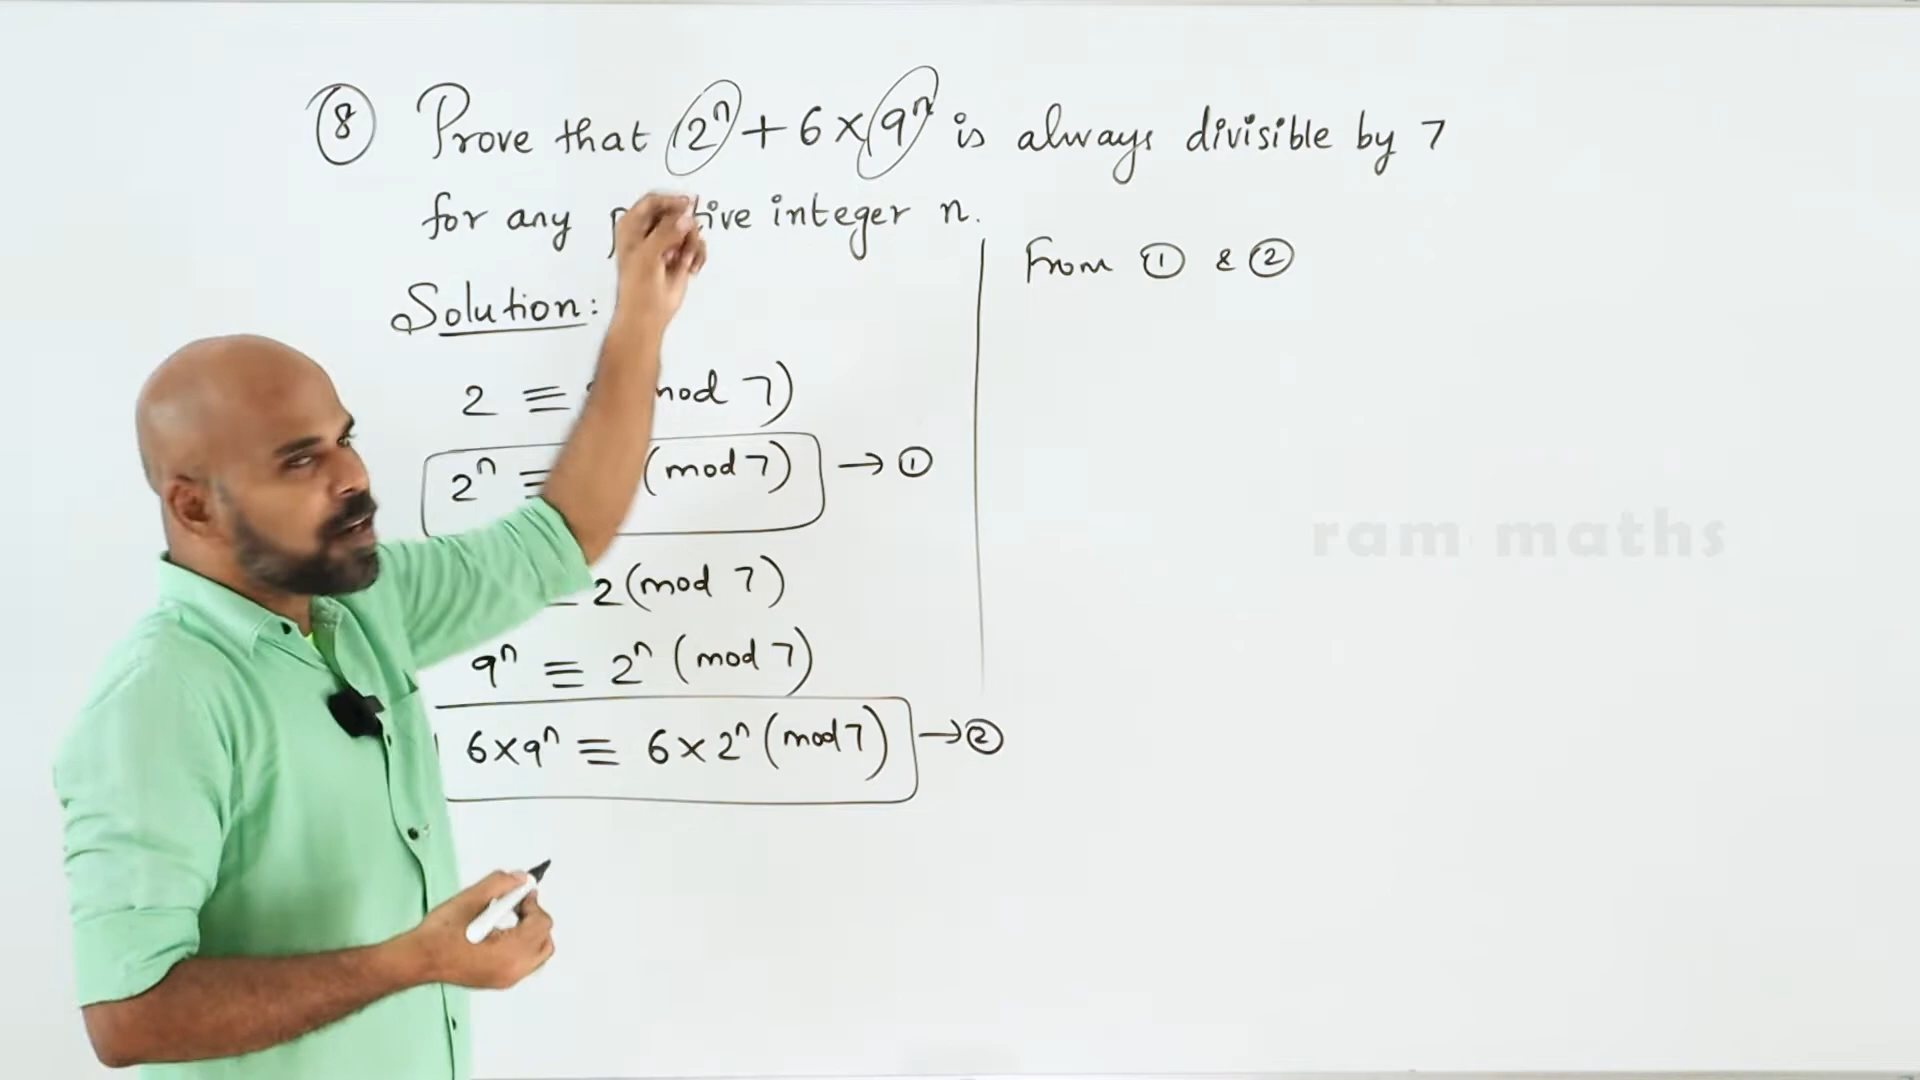 ⑧ Prove that 2ⁿ + 6 × 9ⁿ is always divisible by 7
for any integer n.
Solution:
2 ≡ mod 7)
2ⁿ ≡ (mod 7) → ①
2 (mod 7)
9ⁿ ≡ 2ⁿ (mod 7)
6 × 9ⁿ ≡ 6 × 2ⁿ (mod 7) → ②
From ① & ②
ram maths